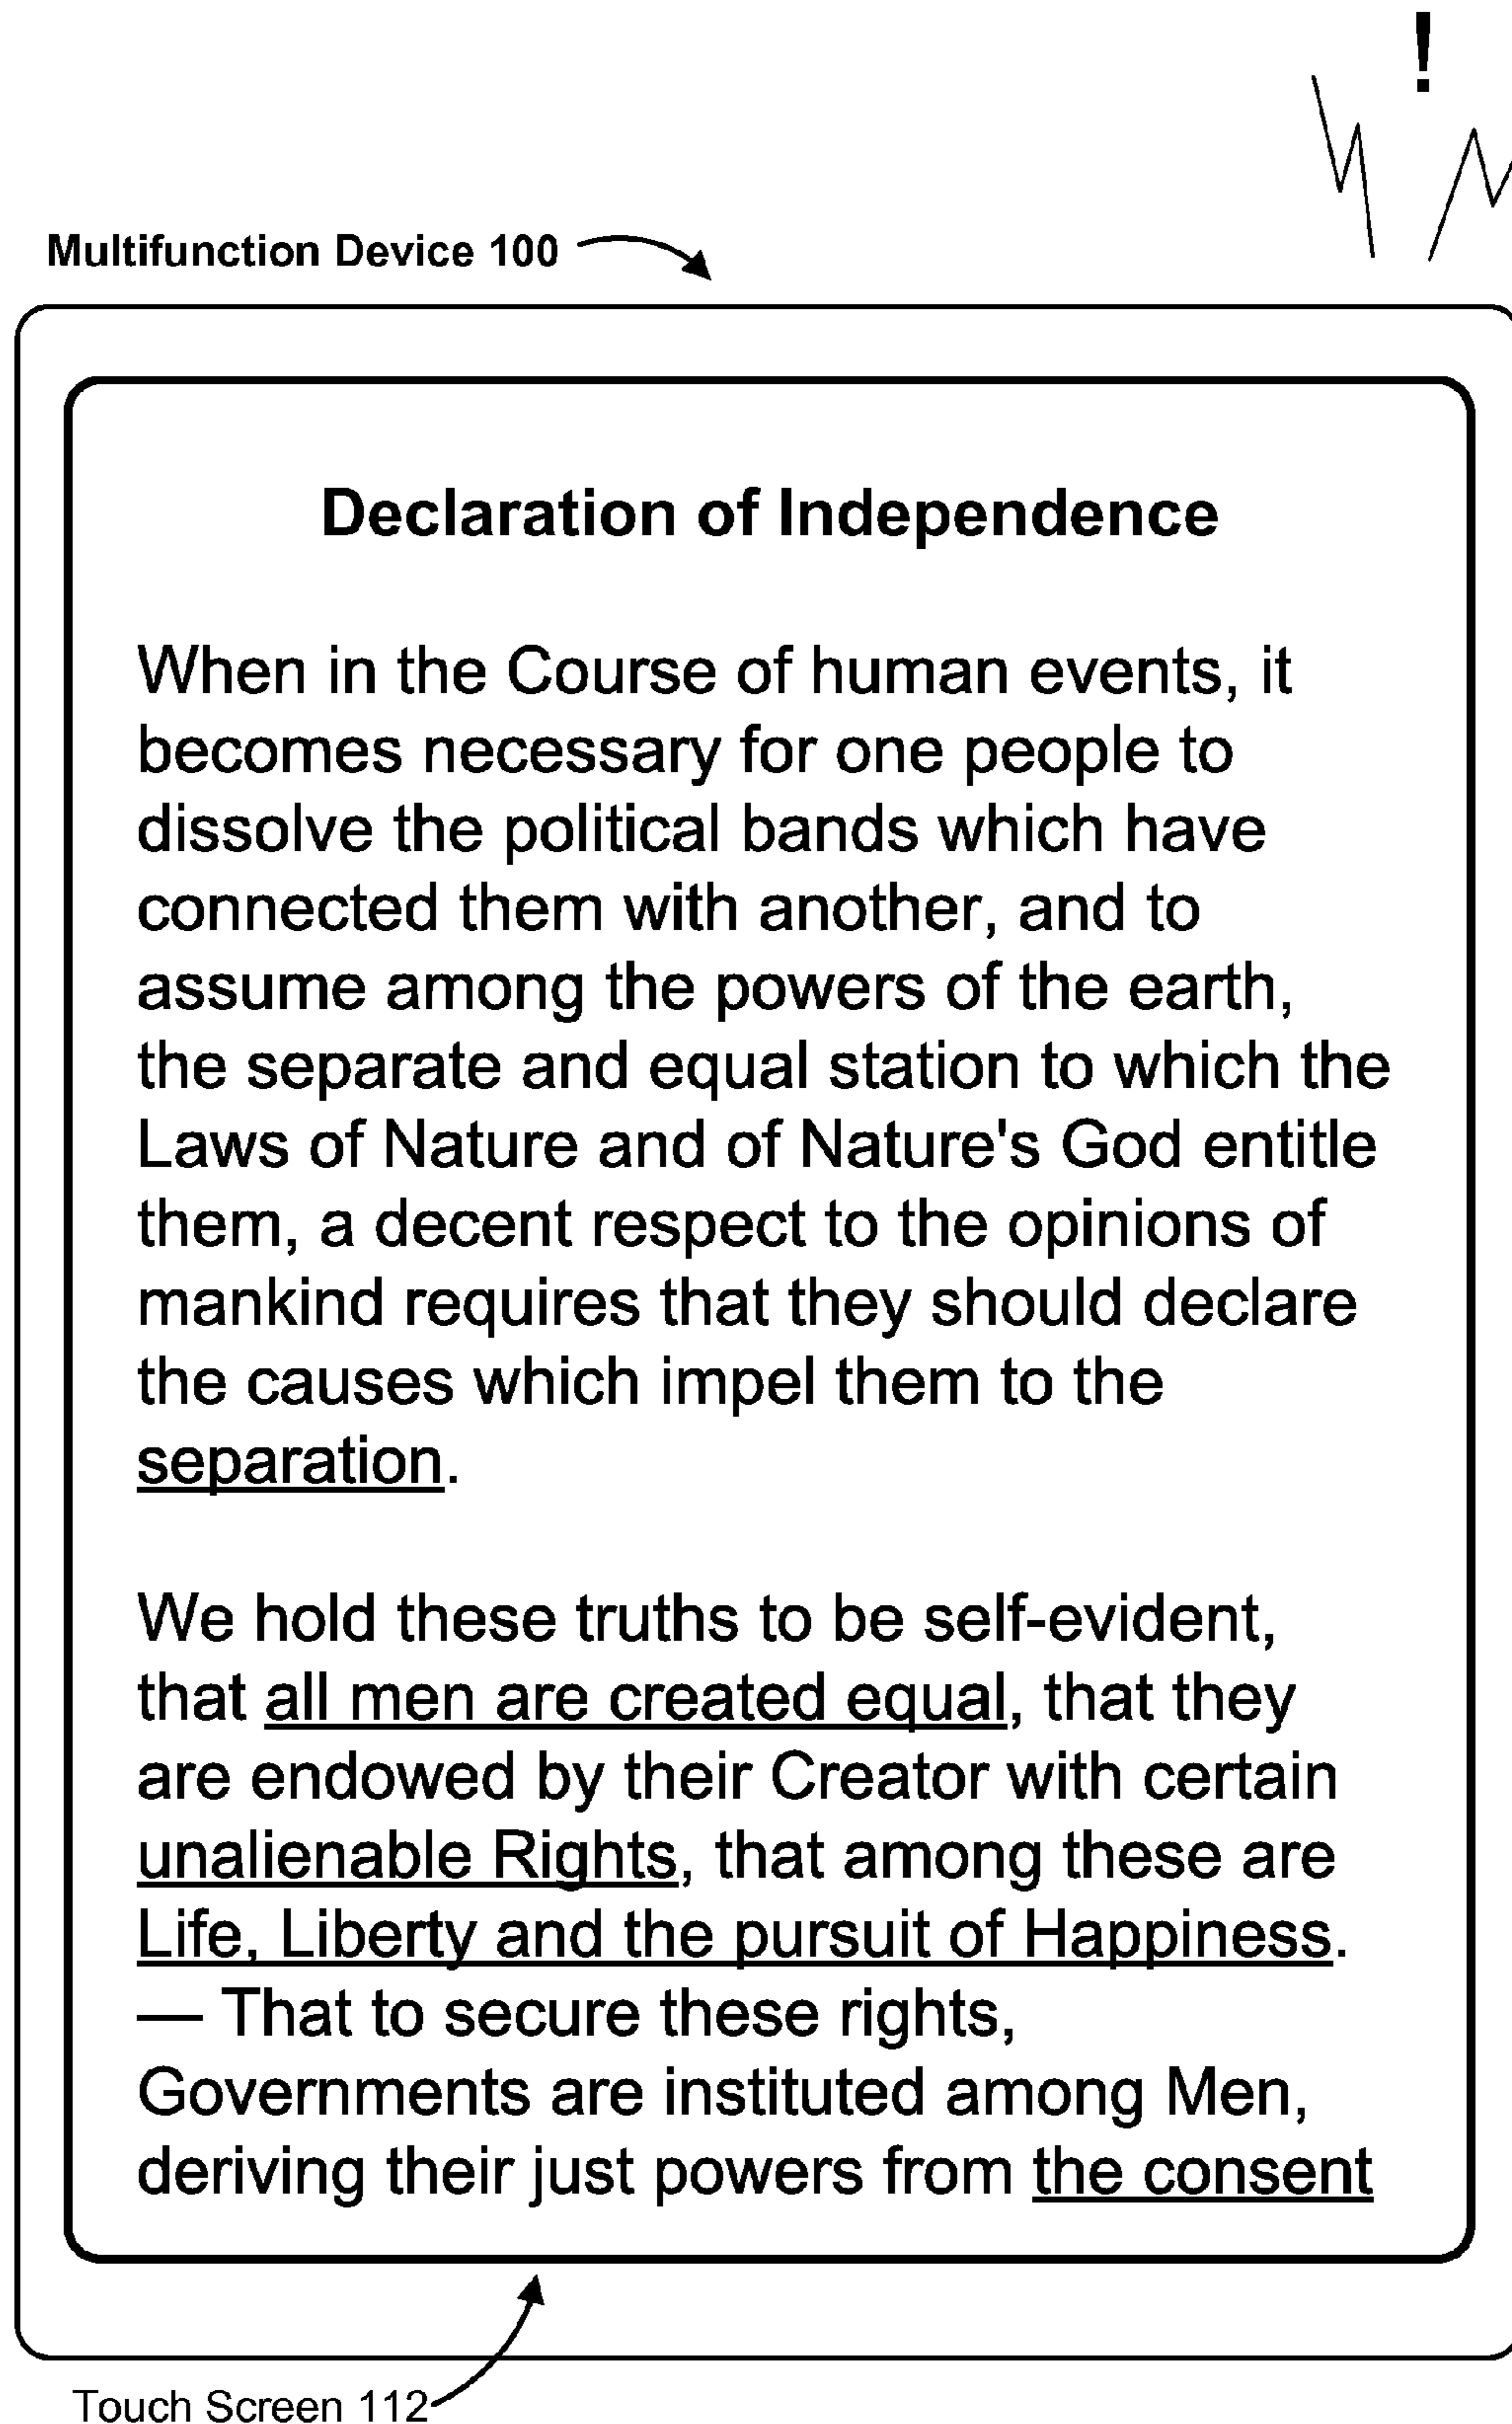 !
Multifunction Device 100
Declaration of Independence
When in the Course of human events, it
becomes necessary for one people to
dissolve the political bands which have
connected them with another, and to
assume among the powers of the earth,
the separate and equal station to which the
Laws of Nature and of Nature's God entitle
them, a decent respect to the opinions of
mankind requires that they should declare
the causes which impel them to the
separation.
We hold these truths to be self-evident,
that all men are created equal, that they
are endowed by their Creator with certain
unalienable Rights, that among these are
Life, Liberty and the pursuit of Happiness.
— That to secure these rights,
Governments are instituted among Men,
deriving their just powers from the consent
Touch Screen 112